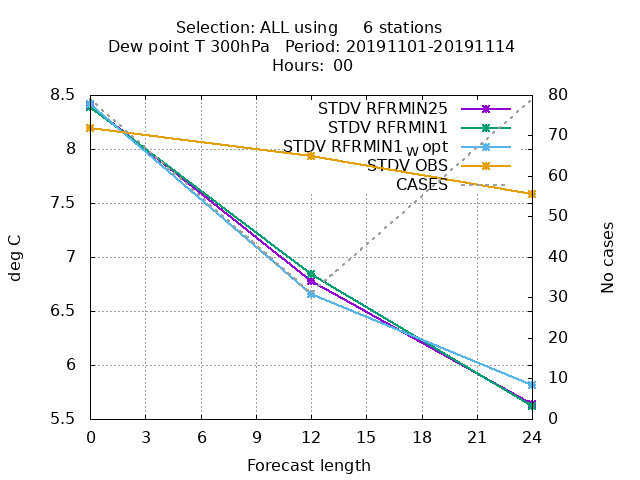 Selection: ALL using     6 stations
Dew point T 300hPa   Period: 20191101-20191114
Hours:  00
8.5
8
7.5
7
6.5
6
5.5
deg C
80
70
60
50
40
30
20
10
0
No cases
STDV RFRMIN25
STDV RFRMIN1
STDV RFRMIN1 w opt
STDV OBS
CASES
0 3 6 9 12 15 18 21 24
Forecast length